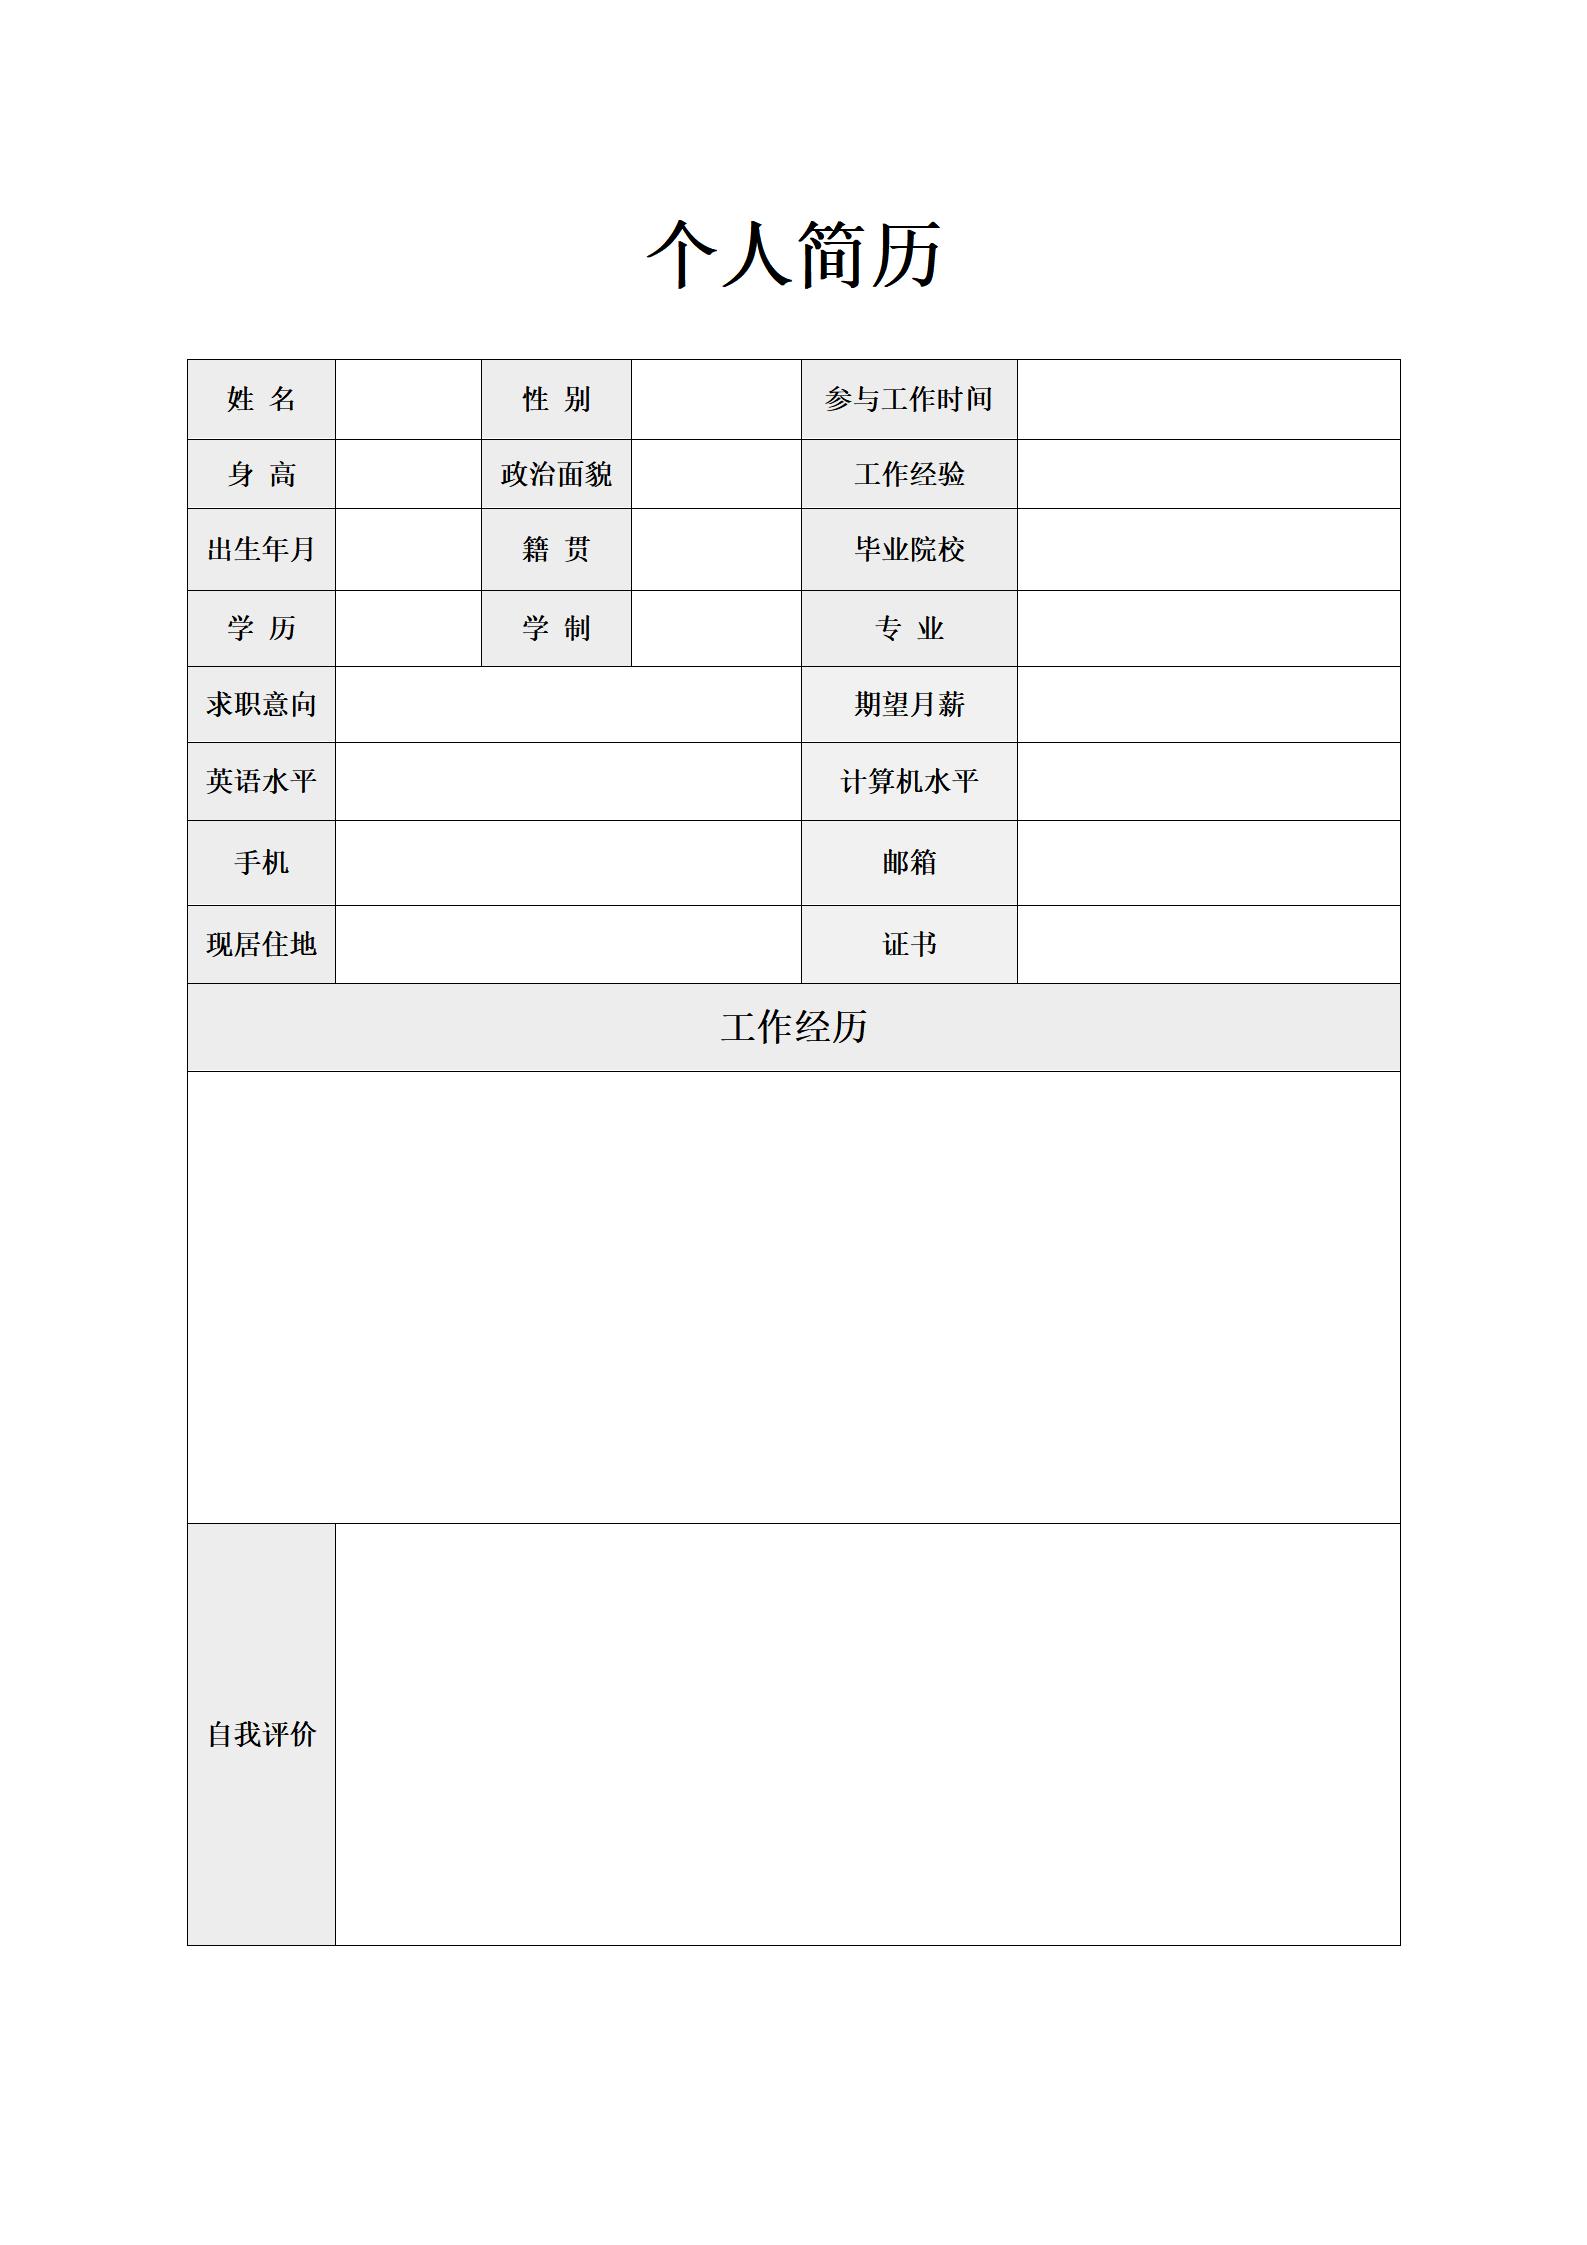 个人简历
姓 名 性 别 参与工作时间
身 高 政治面貌 工作经验
出生年月 籍 贯 毕业院校
学 历 学 制 专 业
求职意向 期望月薪
英语水平 计算机水平
手机 邮箱
现居住地 证书
工作经历
自我评价